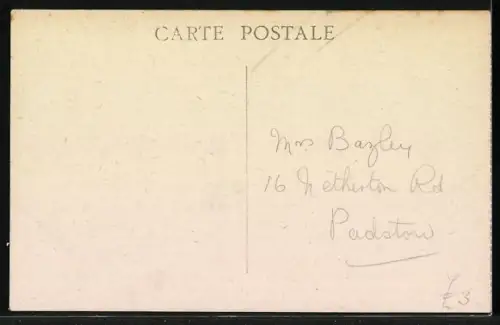 CARTE POSTALE
Mrs Bazley
16 Netherton Rd
Padstow
£3